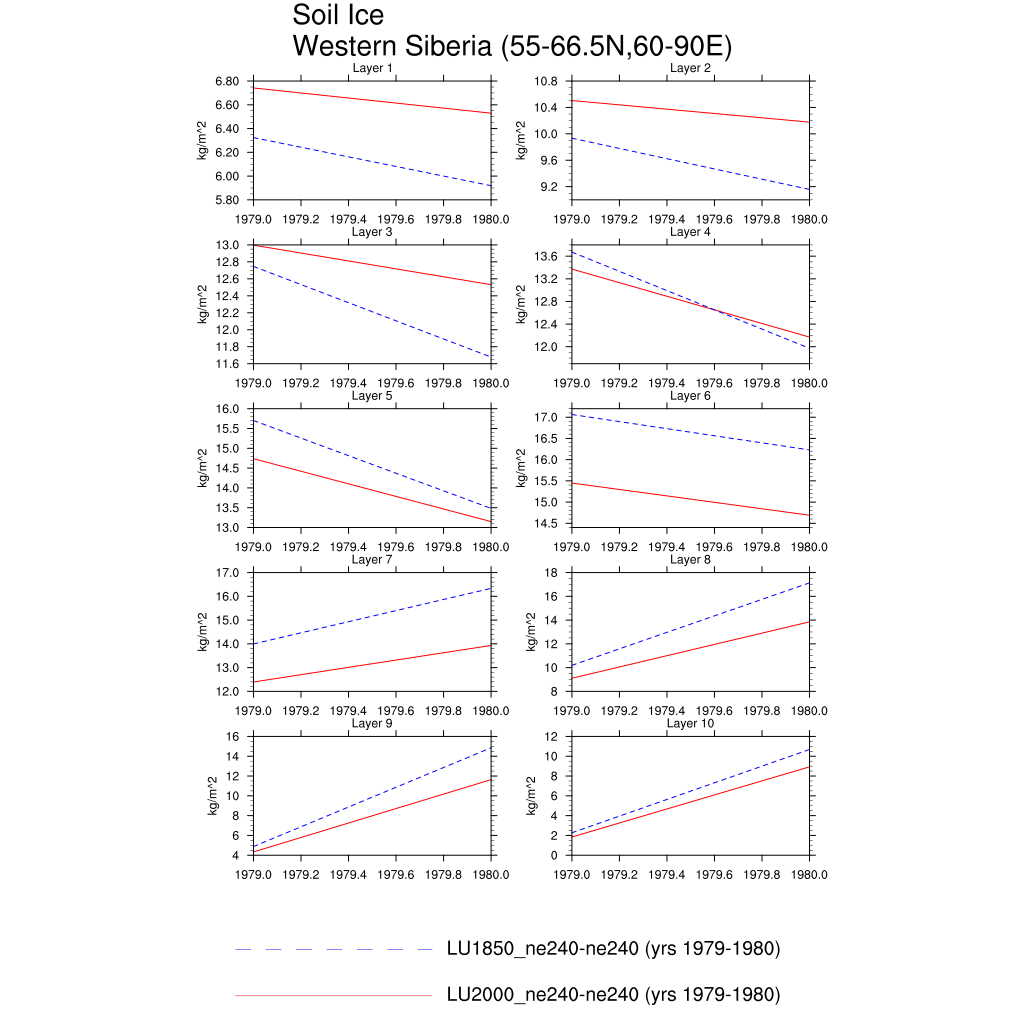 Soil Ice
Western Siberia (55-66.5N,60-90E)
Layer 1
6.80
6.60
6.40
6.20
6.00
5.80
kg/m^2
1979.0 1979.2 1979.4 1979.6 1979.8 1980.0
Layer 2
10.8
10.4
10.0
9.6
9.2
kg/m^2
1979.0 1979.2 1979.4 1979.6 1979.8 1980.0
Layer 3
13.0
12.8
12.6
12.4
12.2
12.0
11.8
11.6
kg/m^2
1979.0 1979.2 1979.4 1979.6 1979.8 1980.0
Layer 4
13.6
13.2
12.8
12.4
12.0
kg/m^2
1979.0 1979.2 1979.4 1979.6 1979.8 1980.0
Layer 5
16.0
15.5
15.0
14.5
14.0
13.5
13.0
kg/m^2
1979.0 1979.2 1979.4 1979.6 1979.8 1980.0
Layer 6
17.0
16.5
16.0
15.5
15.0
14.5
kg/m^2
1979.0 1979.2 1979.4 1979.6 1979.8 1980.0
Layer 7
17.0
16.0
15.0
14.0
13.0
12.0
kg/m^2
1979.0 1979.2 1979.4 1979.6 1979.8 1980.0
Layer 8
18
16
14
12
10
8
kg/m^2
1979.0 1979.2 1979.4 1979.6 1979.8 1980.0
Layer 9
16
14
12
10
8
6
4
kg/m^2
1979.0 1979.2 1979.4 1979.6 1979.8 1980.0
Layer 10
12
10
8
6
4
2
0
kg/m^2
1979.0 1979.2 1979.4 1979.6 1979.8 1980.0
LU1850_ne240-ne240 (yrs 1979-1980)
LU2000_ne240-ne240 (yrs 1979-1980)